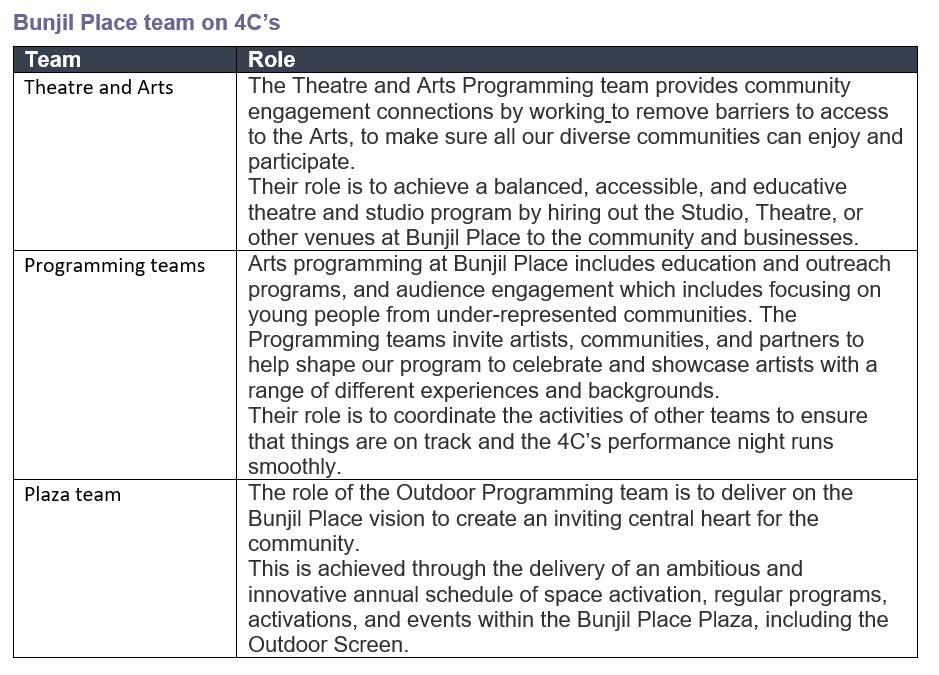 Bunjil Place team on 4C’s
Team Role
Theatre and Arts The Theatre and Arts Programming team provides community
engagement connections by working to remove barriers to access
to the Arts, to make sure all our diverse communities can enjoy and
participate.
Their role is to achieve a balanced, accessible, and educative
theatre and studio program by hiring out the Studio, Theatre, or
other venues at Bunjil Place to the community and businesses.
Programming teams Arts programming at Bunjil Place includes education and outreach
programs, and audience engagement which includes focusing on
young people from under-represented communities. The
Programming teams invite artists, communities, and partners to
help shape our program to celebrate and showcase artists with a
range of different experiences and backgrounds.
Their role is to coordinate the activities of other teams to ensure
that things are on track and the 4C’s performance night runs
smoothly.
Plaza team The role of the Outdoor Programming team is to deliver on the
Bunjil Place vision to create an inviting central heart for the
community.
This is achieved through the delivery of an ambitious and
innovative annual schedule of space activation, regular programs,
activations, and events within the Bunjil Place Plaza, including the
Outdoor Screen.